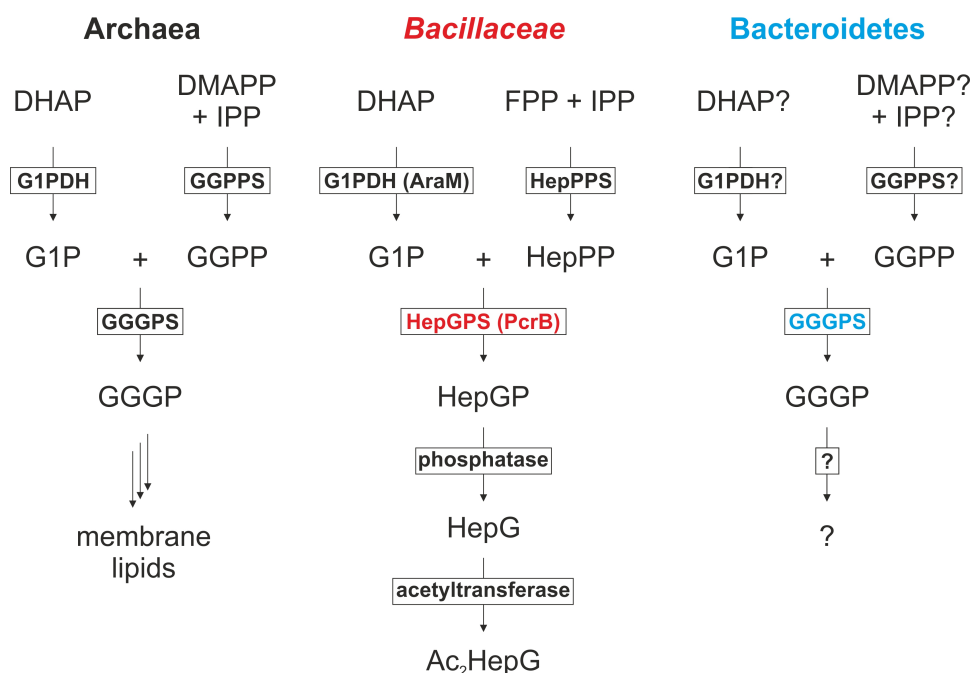 Archaea
DHAP
DMAPP
+ IPP
G1PDH
GGPPS
G1P + GGPP
GGGPS
GGGP
membrane
lipids
Bacillaceae
DHAP
FPP + IPP
G1PDH (AraM)
HepPPS
G1P + HepPP
HepGPS (PcrB)
HepGP
phosphatase
HepG
acetyltransferase
Ac₂HepG
Bacteroidetes
DHAP?
DMAPP?
+ IPP?
G1PDH?
GGPPS?
G1P + GGPP
GGGPS
GGGP
?
?